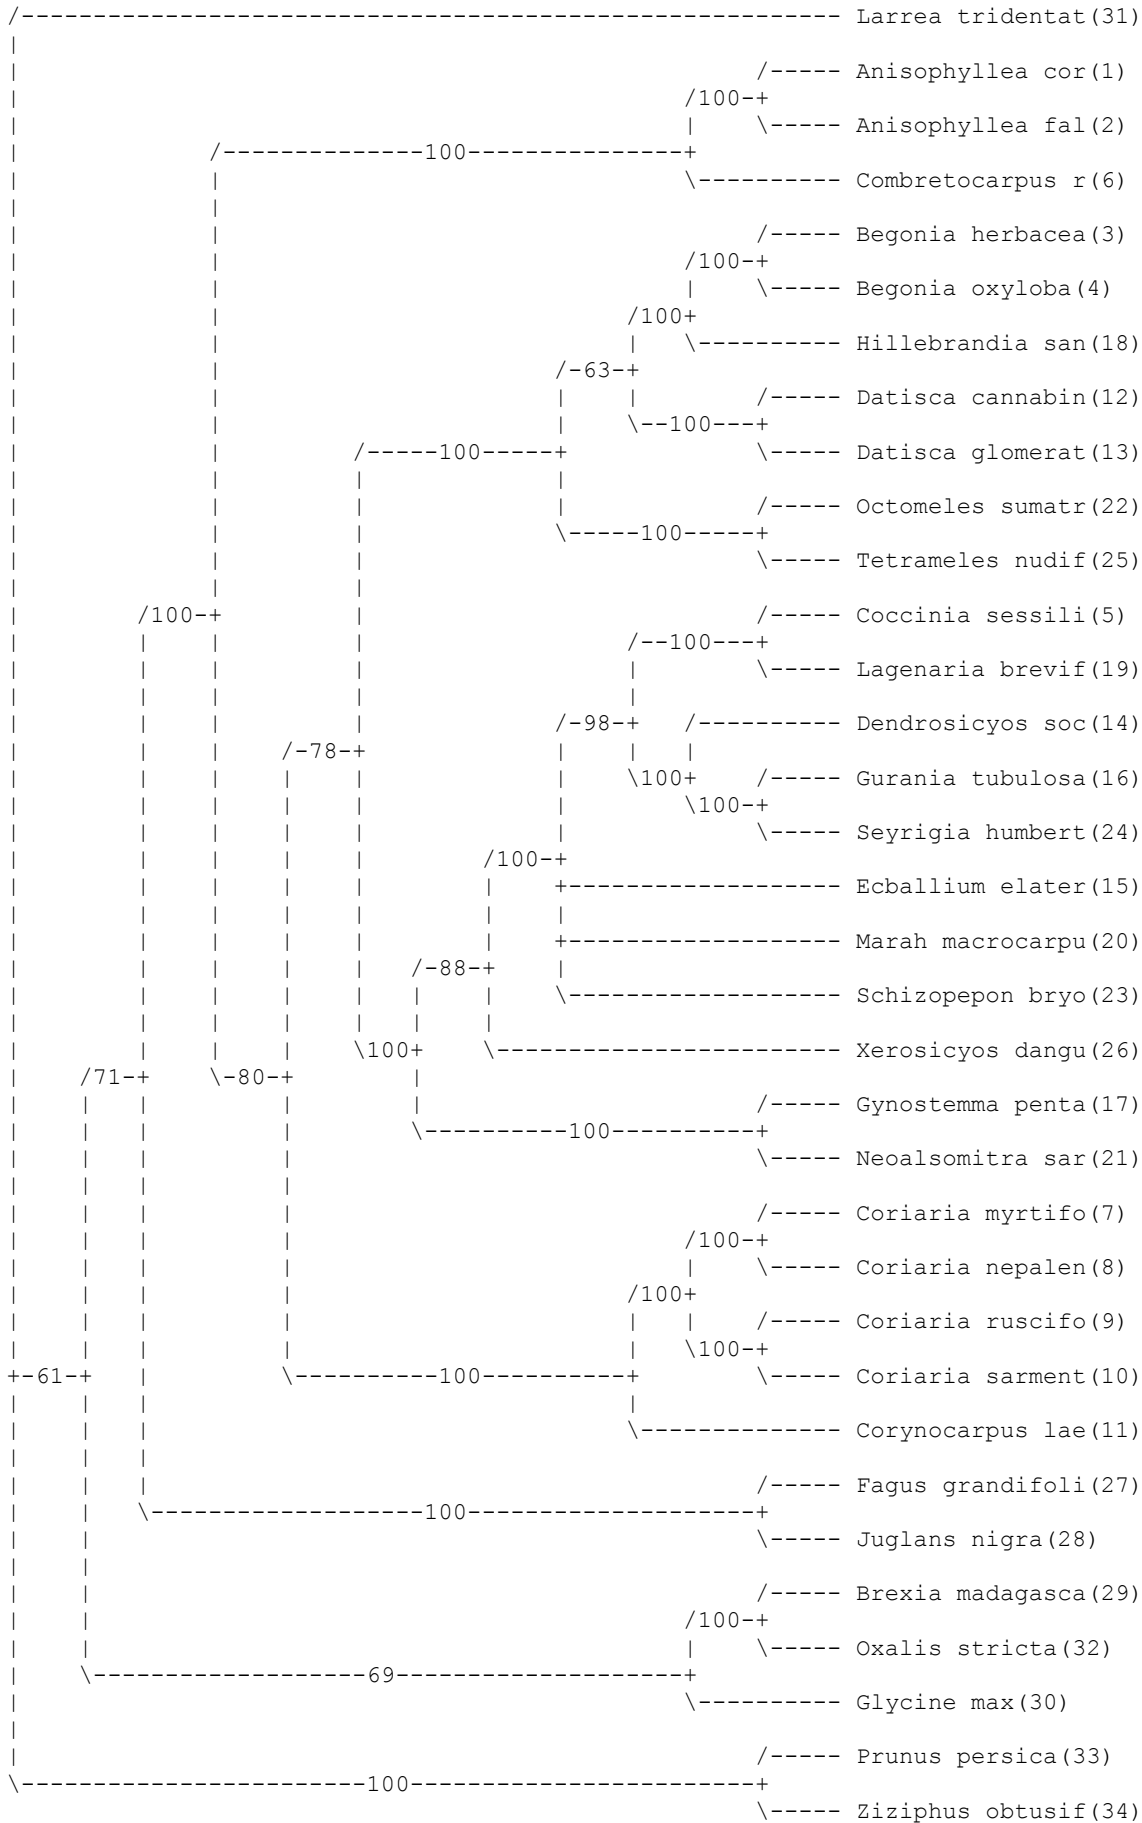 /--------------------------------------------------------- Larrea tridentat(31)
/----- Anisophyllea cor(1)
/100-+
\----- Anisophyllea fal(2)
/--------------100---------------+
\---------- Combretocarpus r(6)
/----- Begonia herbacea(3)
/100-+
\----- Begonia oxyloba(4)
/100+
\---------- Hillebrandia san(18)
/-63-+
/----- Datisca cannabin(12)
\--100---+
/-----100-----+
\----- Datisca glomerat(13)
/----- Octomeles sumatr(22)
\-----100-----+
\----- Tetrameles nudif(25)
/100-+
/----- Coccinia sessili(5)
/--100---+
\----- Lagenaria brevif(19)
/-98-+
/---------- Dendrosicyos soc(14)
/-78-+
\100+
/----- Gurania tubulosa(16)
\100-+
\----- Seyrigia humbert(24)
/100-+
+------------------- Ecballium elater(15)
+------------------- Marah macrocarpu(20)
/-88-+
\------------------- Schizopepon bryo(23)
\100+
\------------------------ Xerosicyos dangu(26)
/71-+
\-80-+
/----- Gynostemma penta(17)
\----------100----------+
\----- Neoalsomitra sar(21)
/----- Coriaria myrtifo(7)
/100-+
\----- Coriaria nepalen(8)
/100+
/----- Coriaria ruscifo(9)
\100-+
+-61-+
\----------100----------+
\----- Coriaria sarment(10)
\-------------- Corynocarpus lae(11)
/----- Fagus grandifoli(27)
\-------------------100--------------------+
\----- Juglans nigra(28)
/----- Brexia madagasca(29)
/100-+
\----- Oxalis stricta(32)
\-------------------69--------------------+
\---------- Glycine max(30)
/----- Prunus persica(33)
\------------------------100------------------------+
\----- Ziziphus obtusif(34)